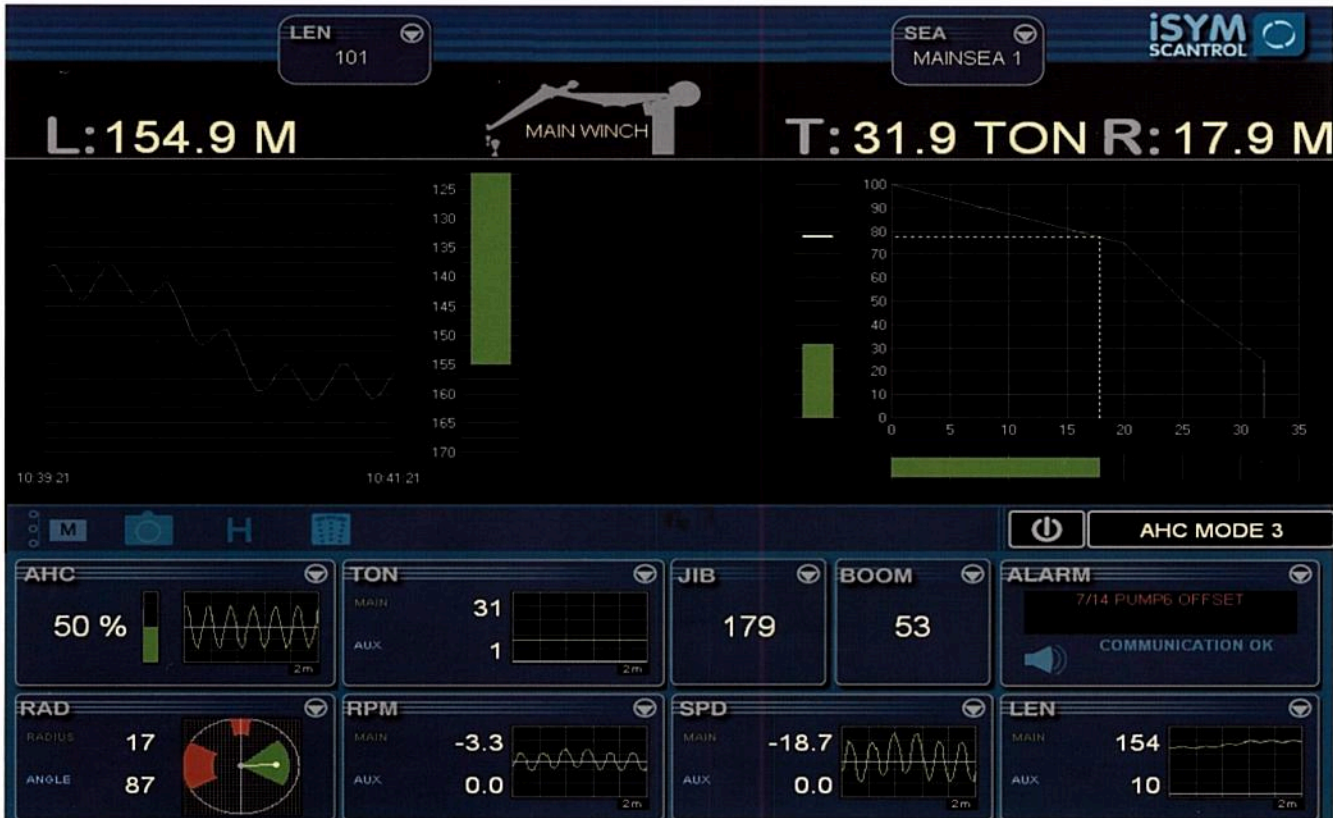 LEN
101
SEA
MAINSEA 1
iSYM
SCANTROL
L: 154.9 M
MAIN WINCH
T: 31.9 TON R: 17.9 M
125
130
135
140
145
150
155
160
165
170
10:39:21
10:41:21
100
90
80
70
60
50
40
30
20
10
0
0 5 10 15 20 25 30 35
M
H
AHC MODE 3
AHC
50 %
2m
TON
MAIN 31
AUX 1
2m
JIB
179
BOOM
53
ALARM
7/14 PUMP6 OFFSET
COMMUNICATION OK
RAD
RADIUS 17
ANGLE 87
RPM
MAIN -3.3
AUX 0.0
2m
SPD
MAIN -18.7
AUX 0.0
2m
LEN
MAIN 154
AUX 10
2m